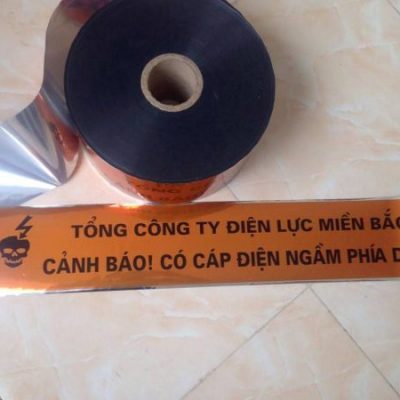 TỔNG CÔNG TY ĐIỆN LỰC MIỀN BẮC
CẢNH BÁO! CÓ CÁP ĐIỆN NGẦM PHÍA